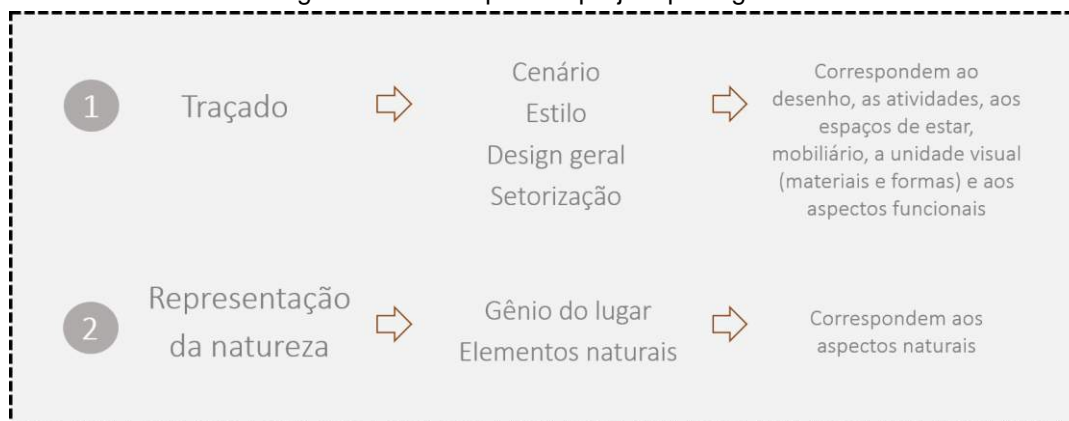 1
Traçado
Cenário
Estilo
Design geral
Setorização
Correspondem ao
desenho, as atividades, aos
espaços de estar,
mobiliário, a unidade visual
(materiais e formas) e aos
aspectos funcionais
2
Representação
da natureza
Gênio do lugar
Elementos naturais
Correspondem aos
aspectos naturais